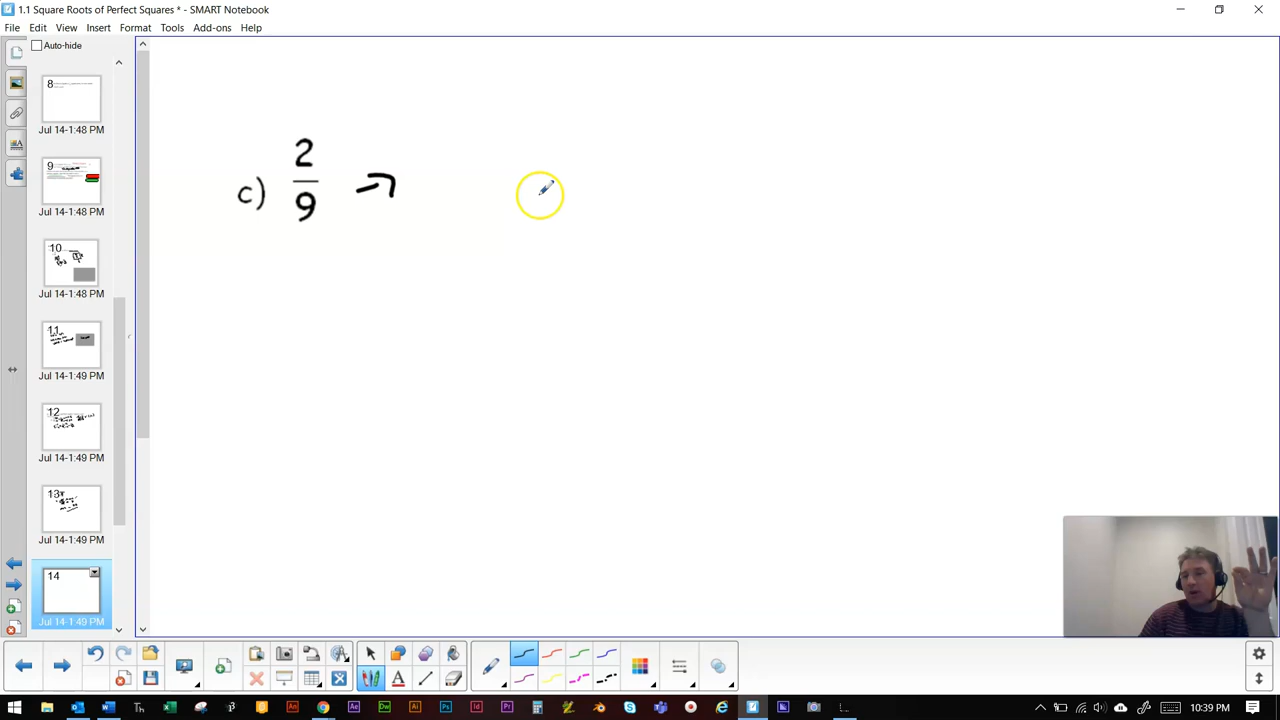 1.1 Square Roots of Perfect Squares * - SMART Notebook
File Edit View Insert Format Tools Add-ons Help
Auto-hide
8
Jul 14-1:48 PM
9
Jul 14-1:48 PM
10
Jul 14-1:48 PM
11
Jul 14-1:49 PM
12
Jul 14-1:49 PM
13
Jul 14-1:49 PM
14
Jul 14-1:49 PM
c) 2/9 →
10:39 PM